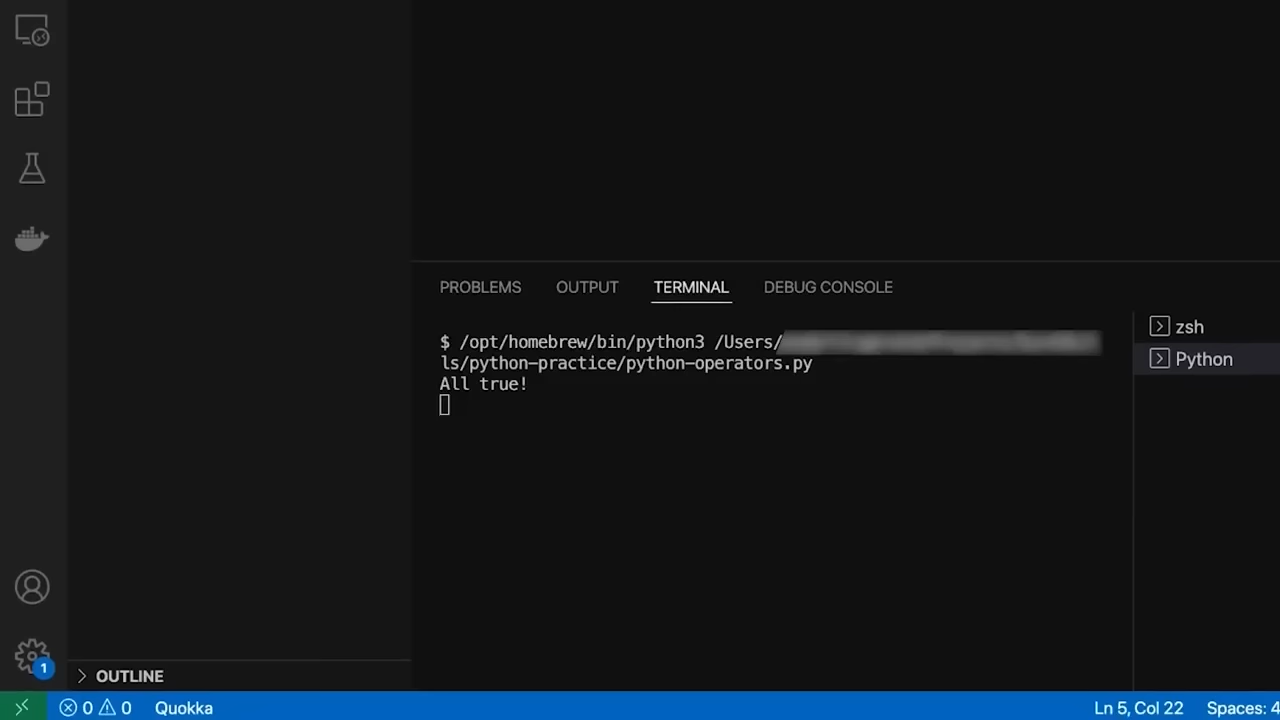 PROBLEMS OUTPUT TERMINAL DEBUG CONSOLE
$ /opt/homebrew/bin/python3 /Users/
ls/python-practice/python-operators.py
All true!
zsh
Python
1
OUTLINE
0 0 Quokka Ln 5, Col 22 Spaces: 4